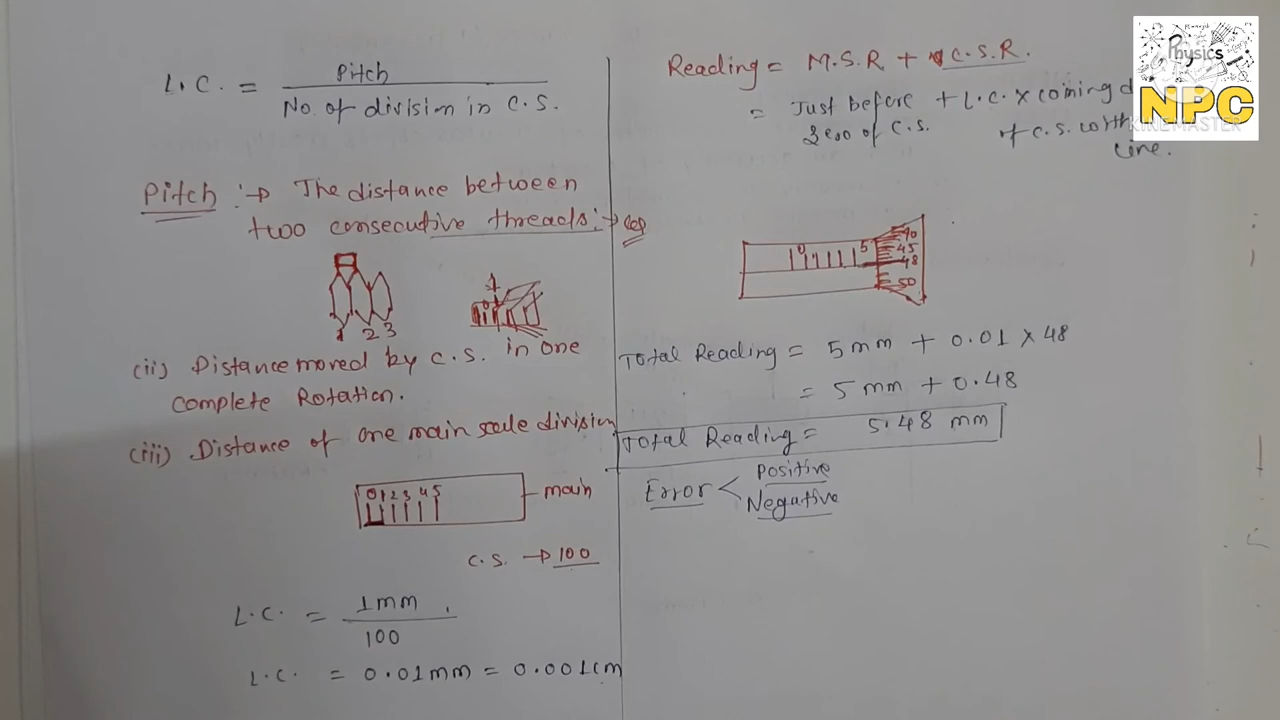 L.C. = Pitch
No. of division in C.S.
Pitch :→ The distance between
two consecutive threads :→
1 2 3
(ii) Distance moved by C.S. in one
complete Rotation.
(iii) Distance of one main scale division
0 1 2 3 4 5
main
C.S. → 100
L.C. = 1mm
100
L.C. = 0.01mm = 0.001cm
Reading = M.S.R + C.S.R.
= Just before + L.C. × coming d
zero of C.S. of C.S. with
line.
0 5
40
45
48
50
Total Reading = 5mm + 0.01 × 48
= 5 mm + 0.48
Total Reading = 5.48 mm
Error < Positive
Negative
Physics
NPC
KINEMASTER